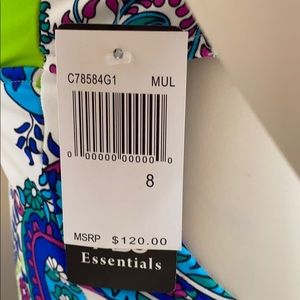 C78584G1 MUL
0 00000 00000 0
8
MSRP $120.00
Essentials